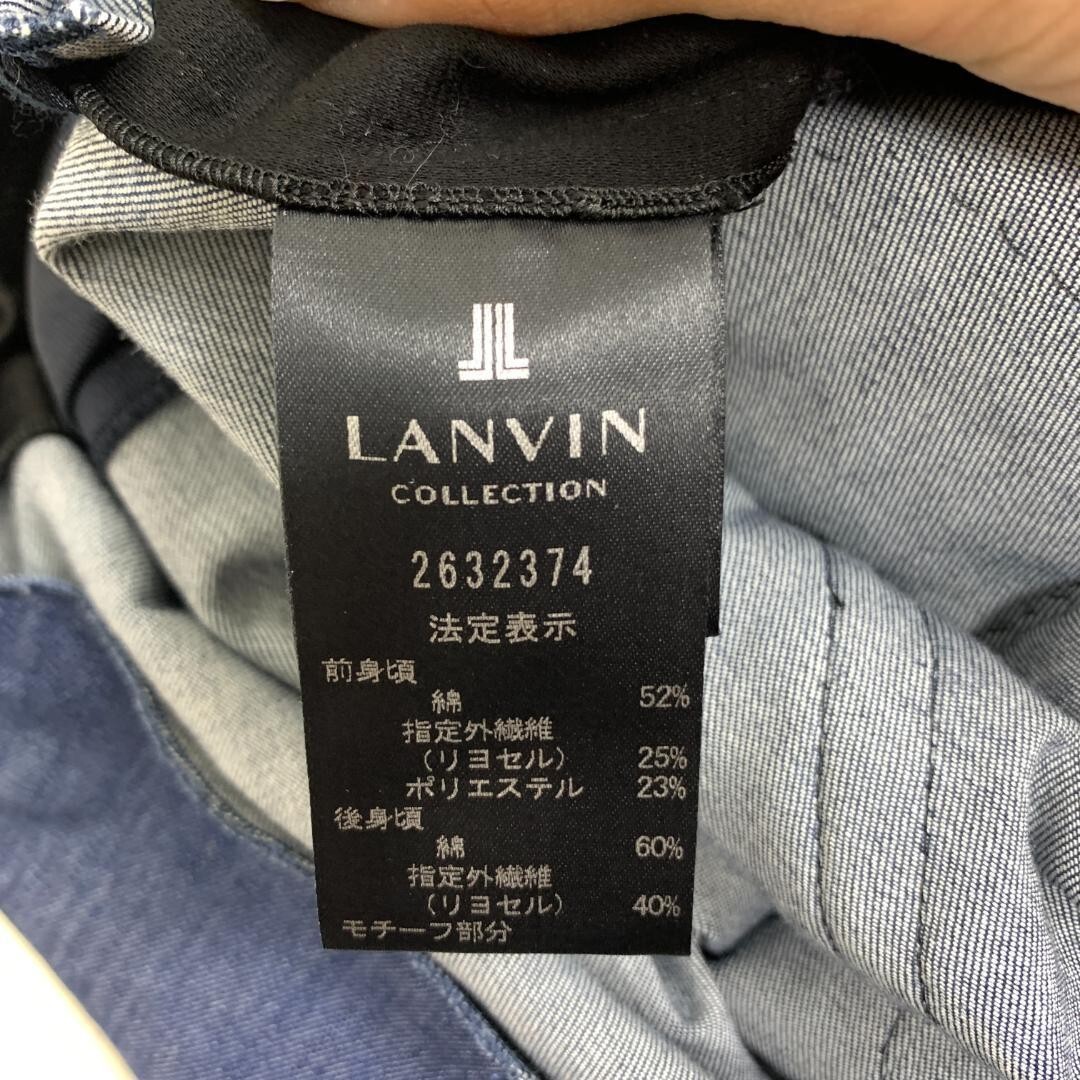 LANVIN
COLLECTION
2632374
法定表示
前身頃
綿 52%
指定外繊維
(リヨセル) 25%
ポリエステル 23%
後身頃
綿 60%
指定外繊維
(リヨセル) 40%
モチーフ部分